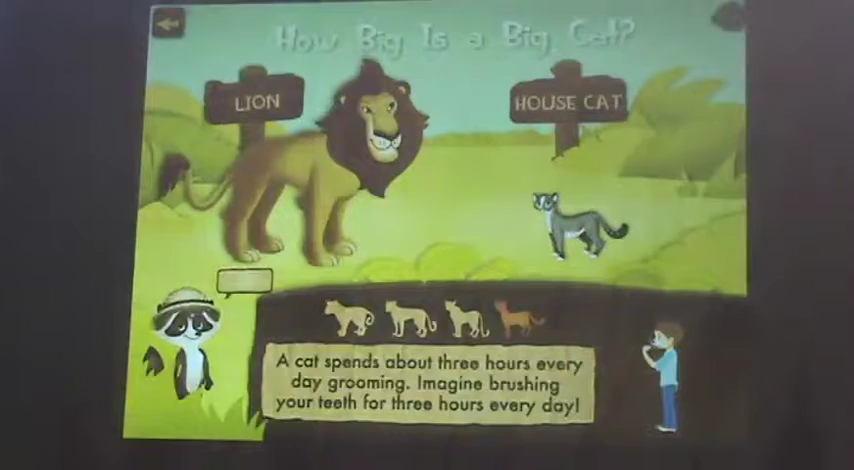 How Big Is a Big Cat?
LION
HOUSE CAT
A cat spends about three hours every
day grooming. Imagine brushing
your teeth for three hours every day!